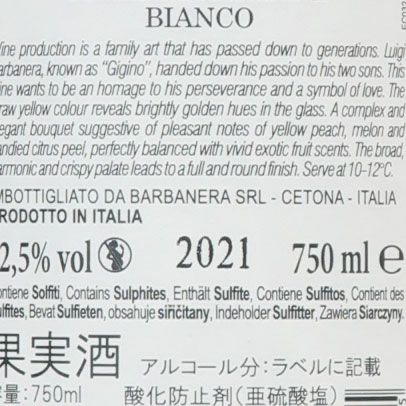 BIANCO
ine production is a family art that has passed down to generations. Luigi
arbanera, known as “Gigino”, handed down his passion to his two sons. This
ine wants to be an homage to his perseverance and a symbol of love. The
raw yellow colour reveals brightly golden hues in the glass. A complex and
egant bouquet suggestive of pleasant notes of yellow peach, melon and
andied citrus peel, perfectly balanced with vivid exotic fruit scents. The broad,
armonic and crispy palate leads to a full and round finish. Serve at 10-12°C.
MBOTTIGLIATO DA BARBANERA SRL - CETONA - ITALIA
PRODOTTO IN ITALIA
2,5% vol 2021 750 ml e
ontiene Solfiti, Contains Sulphites, Enthält Sulfite, Contiene Sulfitos, Contient des
ulfites, Bevat Sulfieten, obsahuje siřičitany, Indeholder Sulfitter, Zawiera Siarczyny.
果実酒 アルコール分：ラベルに記載
容量：750ml 酸化防止剤（亜硫酸塩）